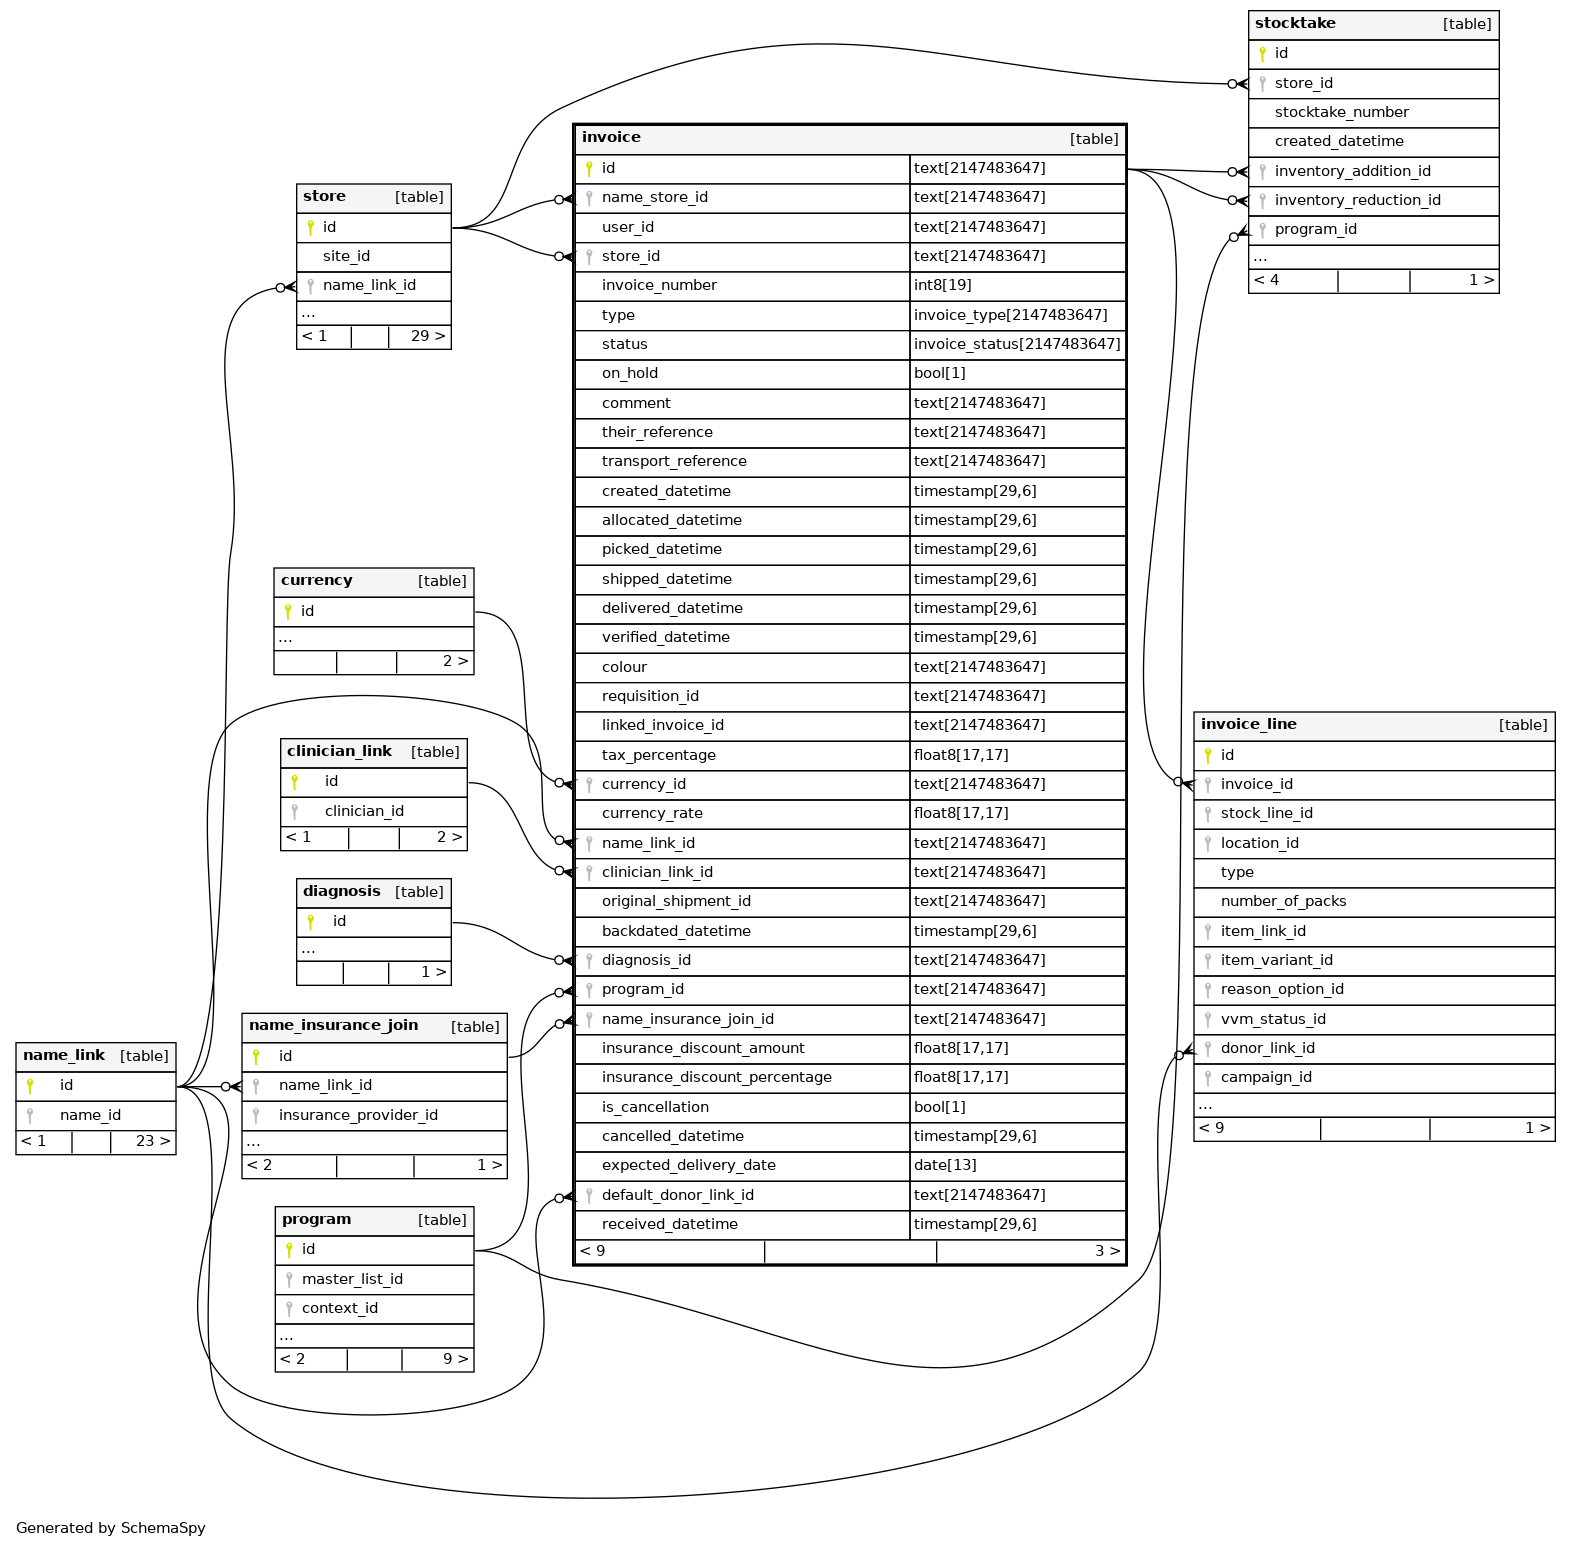 stocktake [table]
id
store_id
stocktake_number
created_datetime
inventory_addition_id
inventory_reduction_id
program_id
...
< 4 1 >
invoice [table]
id text[2147483647]
name_store_id text[2147483647]
user_id text[2147483647]
store_id text[2147483647]
invoice_number int8[19]
type invoice_type[2147483647]
status invoice_status[2147483647]
on_hold bool[1]
comment text[2147483647]
their_reference text[2147483647]
transport_reference text[2147483647]
created_datetime timestamp[29,6]
allocated_datetime timestamp[29,6]
picked_datetime timestamp[29,6]
shipped_datetime timestamp[29,6]
delivered_datetime timestamp[29,6]
verified_datetime timestamp[29,6]
colour text[2147483647]
requisition_id text[2147483647]
linked_invoice_id text[2147483647]
tax_percentage float8[17,17]
currency_id text[2147483647]
currency_rate float8[17,17]
name_link_id text[2147483647]
clinician_link_id text[2147483647]
original_shipment_id text[2147483647]
backdated_datetime timestamp[29,6]
diagnosis_id text[2147483647]
program_id text[2147483647]
name_insurance_join_id text[2147483647]
insurance_discount_amount float8[17,17]
insurance_discount_percentage float8[17,17]
is_cancellation bool[1]
cancelled_datetime timestamp[29,6]
expected_delivery_date date[13]
default_donor_link_id text[2147483647]
received_datetime timestamp[29,6]
< 9 3 >
store [table]
id
site_id
name_link_id
...
< 1 29 >
currency [table]
id
...
2 >
clinician_link [table]
id
clinician_id
< 1 2 >
diagnosis [table]
id
...
1 >
name_insurance_join [table]
id
name_link_id
insurance_provider_id
...
< 2 1 >
name_link [table]
id
name_id
< 1 23 >
program [table]
id
master_list_id
context_id
...
< 2 9 >
invoice_line [table]
id
invoice_id
stock_line_id
location_id
type
number_of_packs
item_link_id
item_variant_id
reason_option_id
vvm_status_id
donor_link_id
campaign_id
...
< 9 1 >
Generated by SchemaSpy